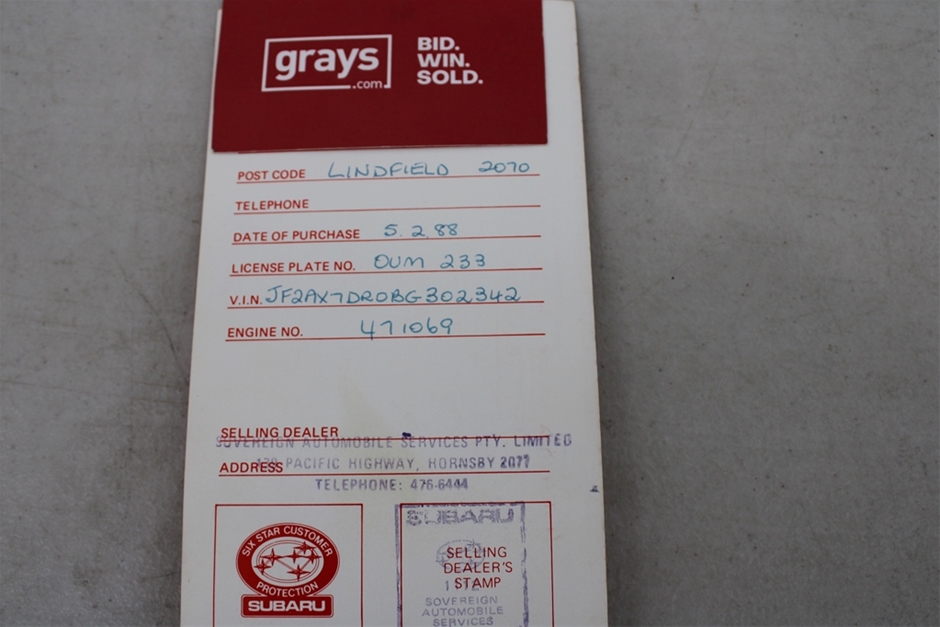 grays
.com
BID.
WIN.
SOLD.
POST CODE LINDFIELD 2070
TELEPHONE
DATE OF PURCHASE 5.2.88
LICENSE PLATE NO. OUM 233
V.I.N. JF2AX7DR0BG302342
ENGINE NO. 471069
SELLING DEALER
SOVEREIGN AUTOMOBILE SERVICES PTY. LIMITED
ADDRESS PACIFIC HIGHWAY, HORNSBY 2077
TELEPHONE: 476-6444
SIX STAR CUSTOMER
PROTECTION
SUBARU
SUBARU
SELLING
DEALER'S
STAMP
SOVEREIGN
AUTOMOBILE
SERVICES